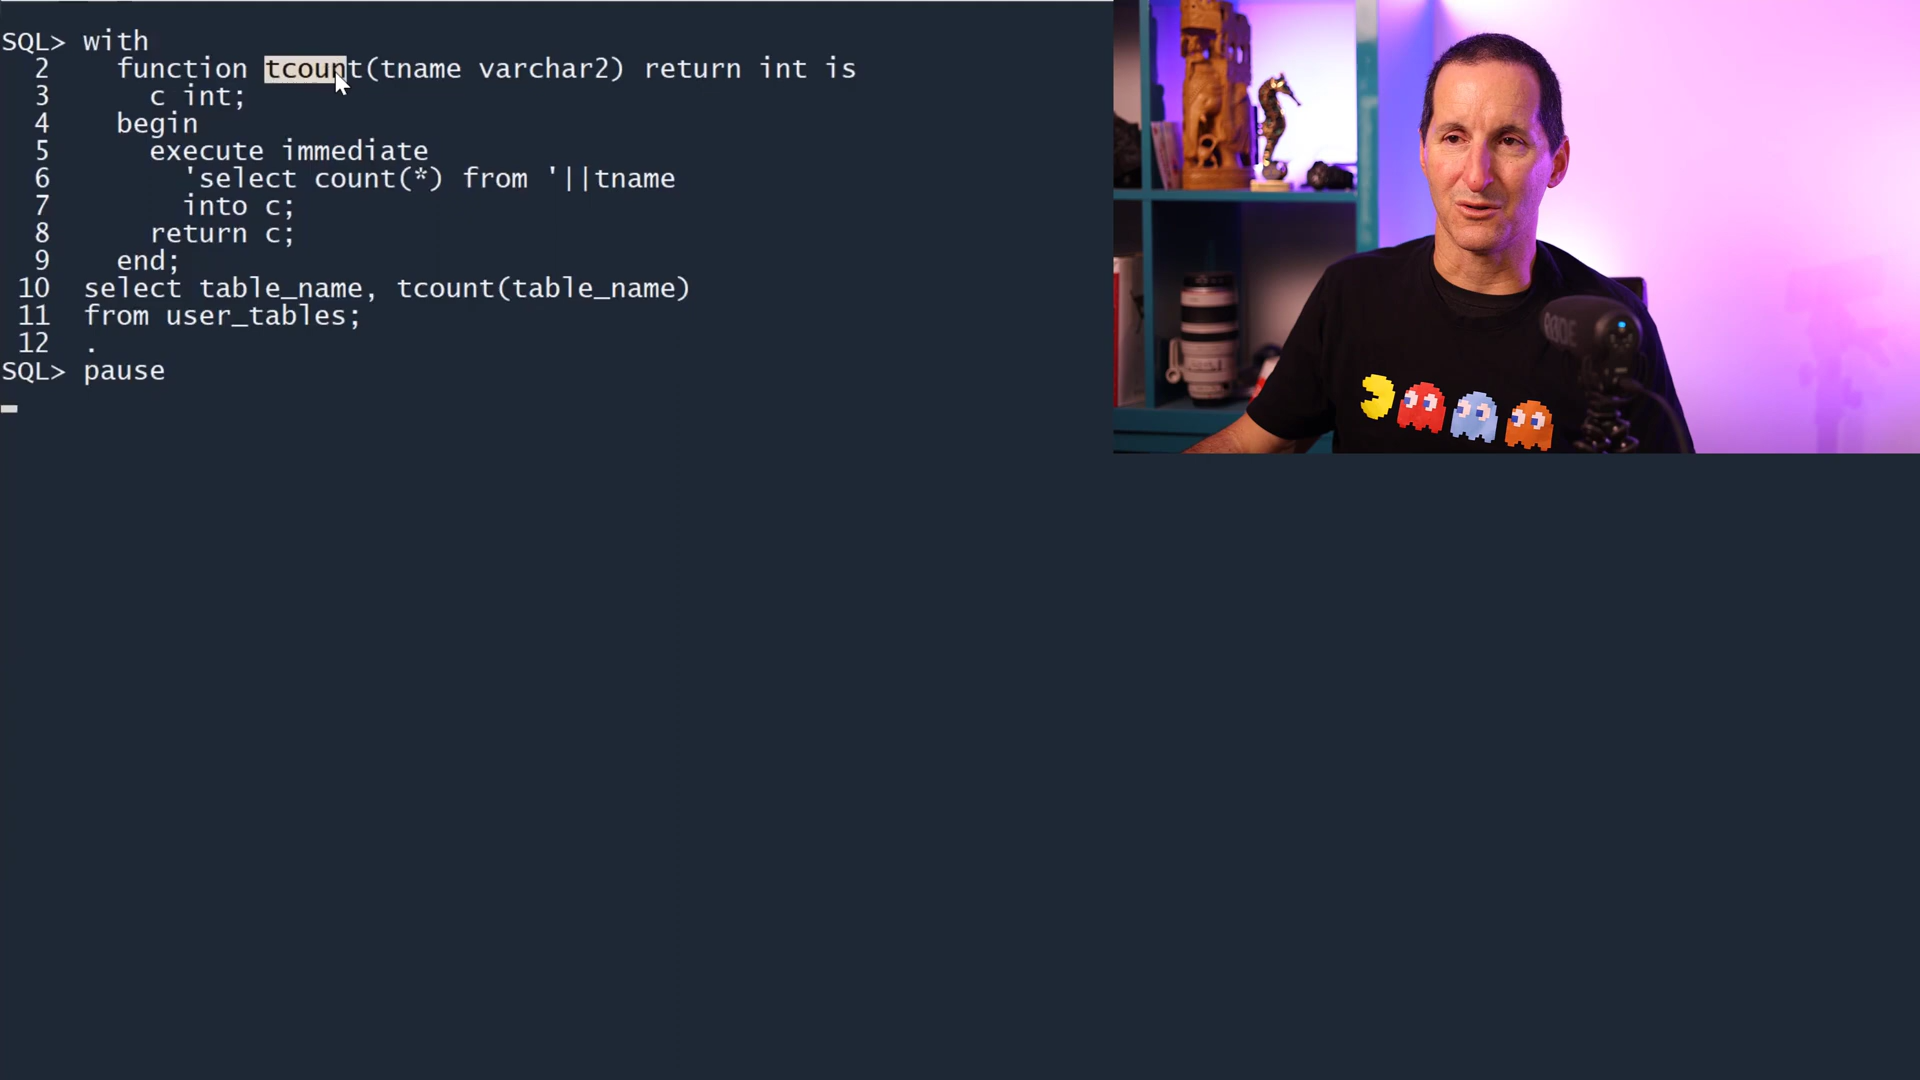 SQL> with
2 function tcount(tname varchar2) return int is
3 c int;
4 begin
5 execute immediate
6 'select count(*) from '||tname
7 into c;
8 return c;
9 end;
10 select table_name, tcount(table_name)
11 from user_tables;
12 .
SQL> pause
RODE